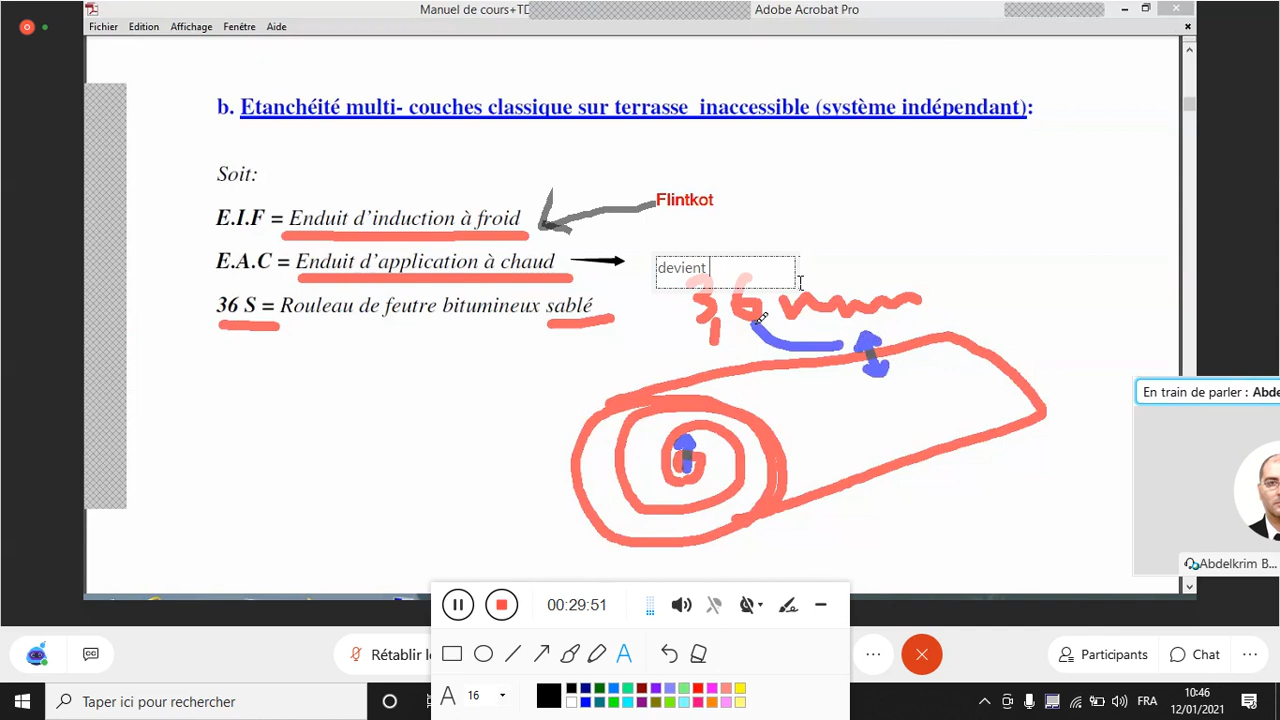 Manuel de cours+TD
Adobe Acrobat Pro
Fichier Edition Affichage Fenêtre Aide
b. Etanchéité multi- couches classique sur terrasse inaccessible (système indépendant):
Soit:
E.I.F = Enduit d’induction à froid
Flintkot
E.A.C = Enduit d’application à chaud
devient
36 S = Rouleau de feutre bitumineux sablé
3,6 mm
En train de parler : Abde
Abdelkrim B...
00:29:51
Rétablir le
Participants
Chat
A
A 16
Taper ici pour rechercher
FRA
10:46
12/01/2021